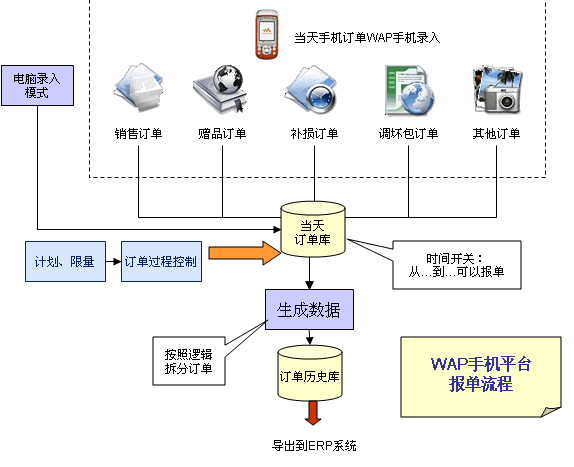 当天手机订单WAP手机录入
电脑录入
模式
销售订单
赠品订单
补损订单
调坏包订单
其他订单
当天
订单库
计划、限量
订单过程控制
时间开关：
从…到…可以报单
生成数据
按照逻辑
拆分订单
订单历史库
WAP手机平台
报单流程
导出到ERP系统